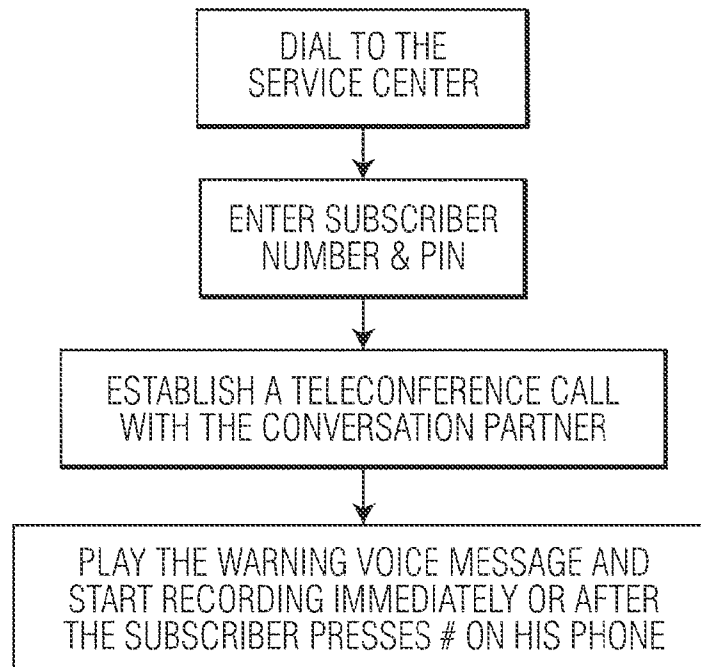 DIAL TO THE
SERVICE CENTER
ENTER SUBSCRIBER
NUMBER & PIN
ESTABLISH A TELECONFERENCE CALL
WITH THE CONVERSATION PARTNER
PLAY THE WARNING VOICE MESSAGE AND
START RECORDING IMMEDIATELY OR AFTER
THE SUBSCRIBER PRESSES # ON HIS PHONE